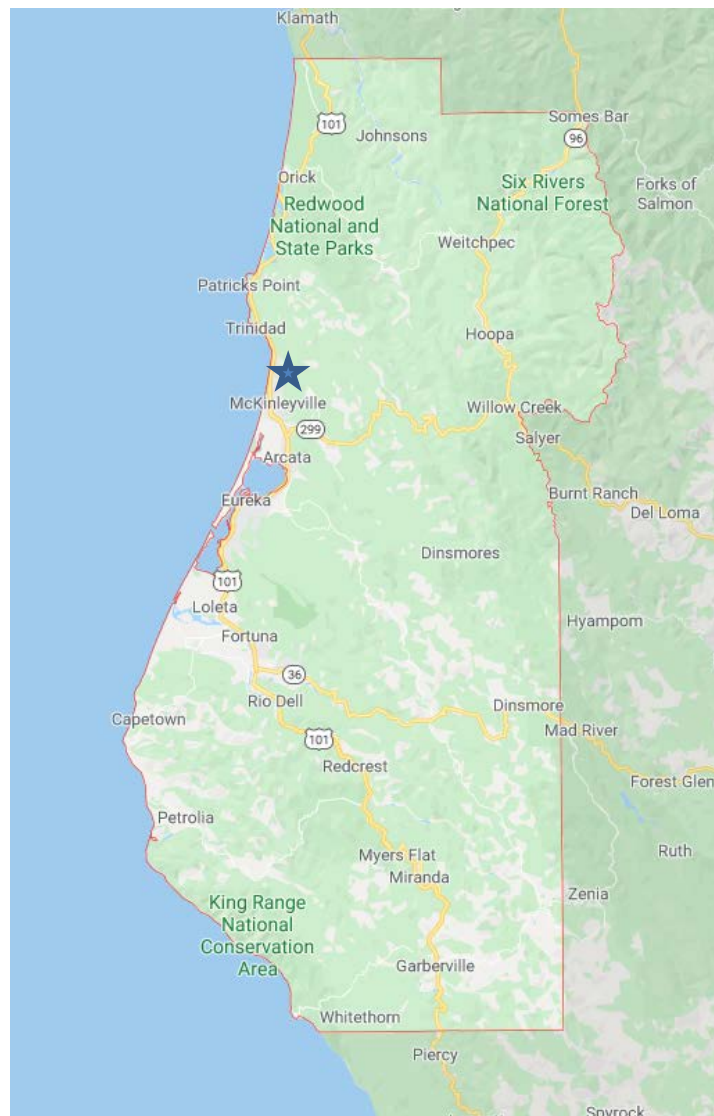 Klamath
101
Johnsons
Somes Bar
96
Orick
Six Rivers
National Forest
Forks of
Salmon
Redwood
National and
State Parks
Weitchpec
Patricks Point
Trinidad
Hoopa
McKinleyville
Willow Creek
299
Salyer
Arcata
Burnt Ranch
Eureka
Del Loma
Dinsmores
101
Loleta
Hyampom
Fortuna
36
Rio Dell
Dinsmore
Capetown
Mad River
101
Redcrest
Forest Glen
Petrolia
Ruth
Myers Flat
Miranda
Zenia
King Range
National
Conservation
Area
Garberville
Whitethorn
Piercy